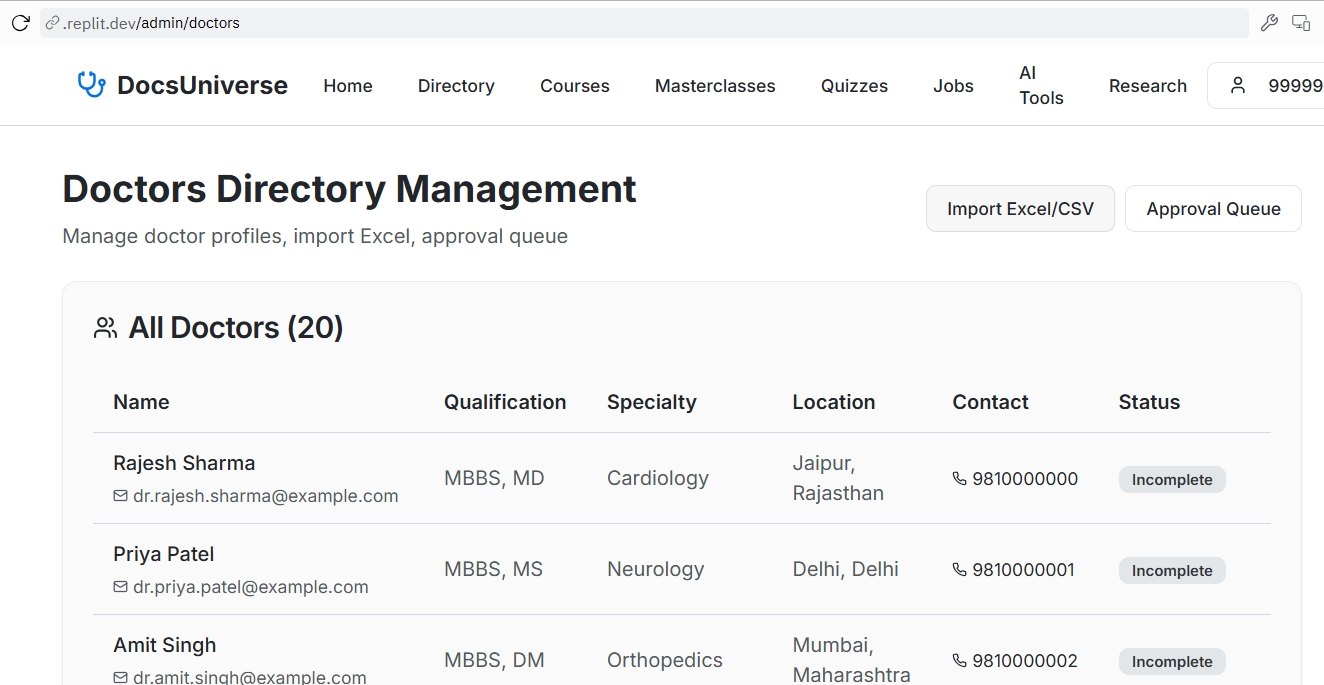 .replit.dev/admin/doctors
DocsUniverse Home Directory Courses Masterclasses Quizzes Jobs AI Tools Research 99999
Doctors Directory Management
Import Excel/CSV Approval Queue
Manage doctor profiles, import Excel, approval queue
All Doctors (20)
Name Qualification Specialty Location Contact Status
Rajesh Sharma
dr.rajesh.sharma@example.com
MBBS, MD
Cardiology
Jaipur,
Rajasthan
9810000000
Incomplete
Priya Patel
dr.priya.patel@example.com
MBBS, MS
Neurology
Delhi, Delhi
9810000001
Incomplete
Amit Singh
dr.amit.singh@example.com
MBBS, DM
Orthopedics
Mumbai,
Maharashtra
9810000002
Incomplete